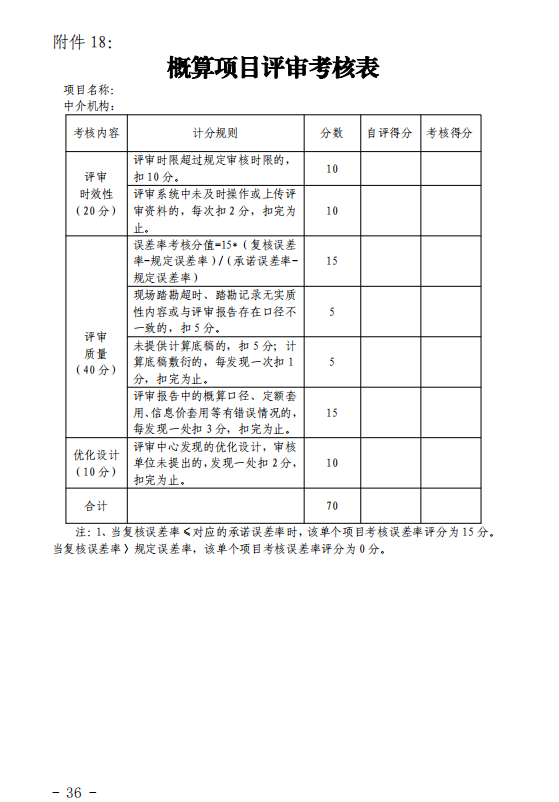 附件 18：
概算项目评审考核表
项目名称：
中介机构：
考核内容 计分规则 分数 自评得分 考核得分
评审
时效性
（20 分）
评审时限超过规定审核时限的，
扣 10 分。
10
评审系统中未及时操作或上传评
审资料的，每次扣 2 分，扣完为
止。
10
评审
质量
（40 分）
误差率考核分值=15*（复核误差
率-规定误差率）/（承诺误差率-
规定误差率）
15
现场踏勘超时、踏勘记录无实质
性内容或与评审报告存在口径不
一致的，扣 5 分。
5
未提供计算底稿的，扣 5 分；计
算底稿敷衍的，每发现一次扣 1
分，扣完为止。
5
评审报告中的概算口径、定额套
用、信息价套用等有错误情况的，
每发现一处扣 3 分，扣完为止。
15
优化设计
（10 分）
评审中心发现的优化设计，审核
单位未提出的，发现一处扣 2 分，
扣完为止。
10
合计 70
注：1、当复核误差率≤对应的承诺误差率时，该单个项目考核误差率评分为 15 分。
当复核误差率〉规定误差率，该单个项目考核误差率评分为 0 分。
- 36 -